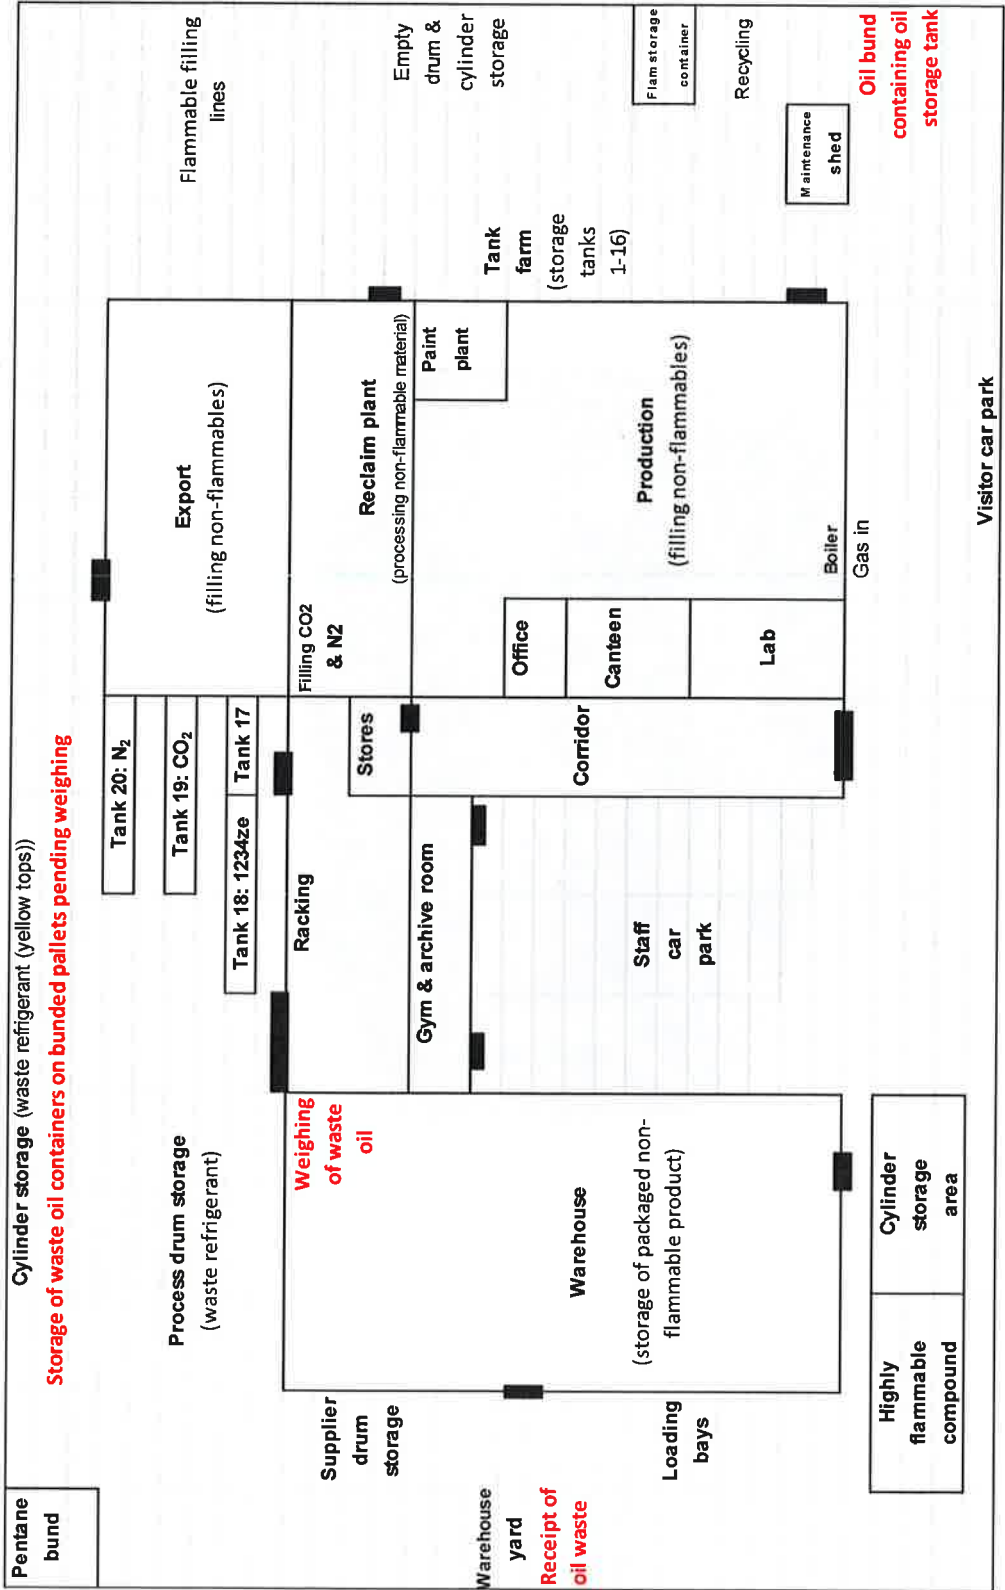 Pentane
bund
Cylinder storage (waste refrigerant (yellow tops))
Storage of waste oil containers on bunded pallets pending weighing
Process drum storage
(waste refrigerant)
Tank 20: N2
Tank 19: CO2
Tank 18: 1234ze
Tank 17
Export
(filling non-flammables)
Flammable filling
lines
Supplier
drum
storage
Weighing
of waste
oil
Racking
Stores
Filling CO2
& N2
Reclaim plant
(processing non-flammable material)
Empty
drum &
cylinder
storage
Gym & archive room
Paint
plant
Tank
farm
(storage
tanks
1-16)
Warehouse
yard
Receipt of
oil waste
Warehouse
(storage of packaged non-
flammable product)
Loading
bays
Staff
car
park
Corridor
Office
Canteen
Lab
Production
(filling non-flammables)
Boiler
Gas in
Flam storage
container
Recycling
Maintenance
shed
Oil bund
containing oil
storage tank
Highly
flammable
compound
Cylinder
storage
area
Visitor car park